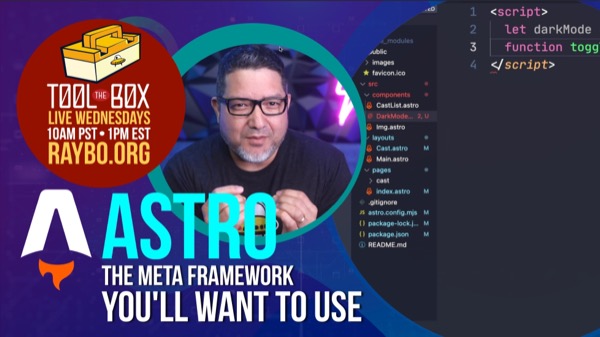 TOOL THE BOX
LIVE WEDNESDAYS
10AM PST • 1PM EST
RAYBO.ORG
ASTRO
THE META FRAMEWORK
YOU'LL WANT TO USE
public
images
favicon.ico
src
components
CastList.astro
DarkMode... 2, U
Img.astro
layouts
Cast.astro M
Main.astro
pages
cast
index.astro M
.gitignore
astro.config.mjs M
package-lock.j... M
package.json M
README.md
1 <script>
2 let darkMode
3 function togg
4 </script>